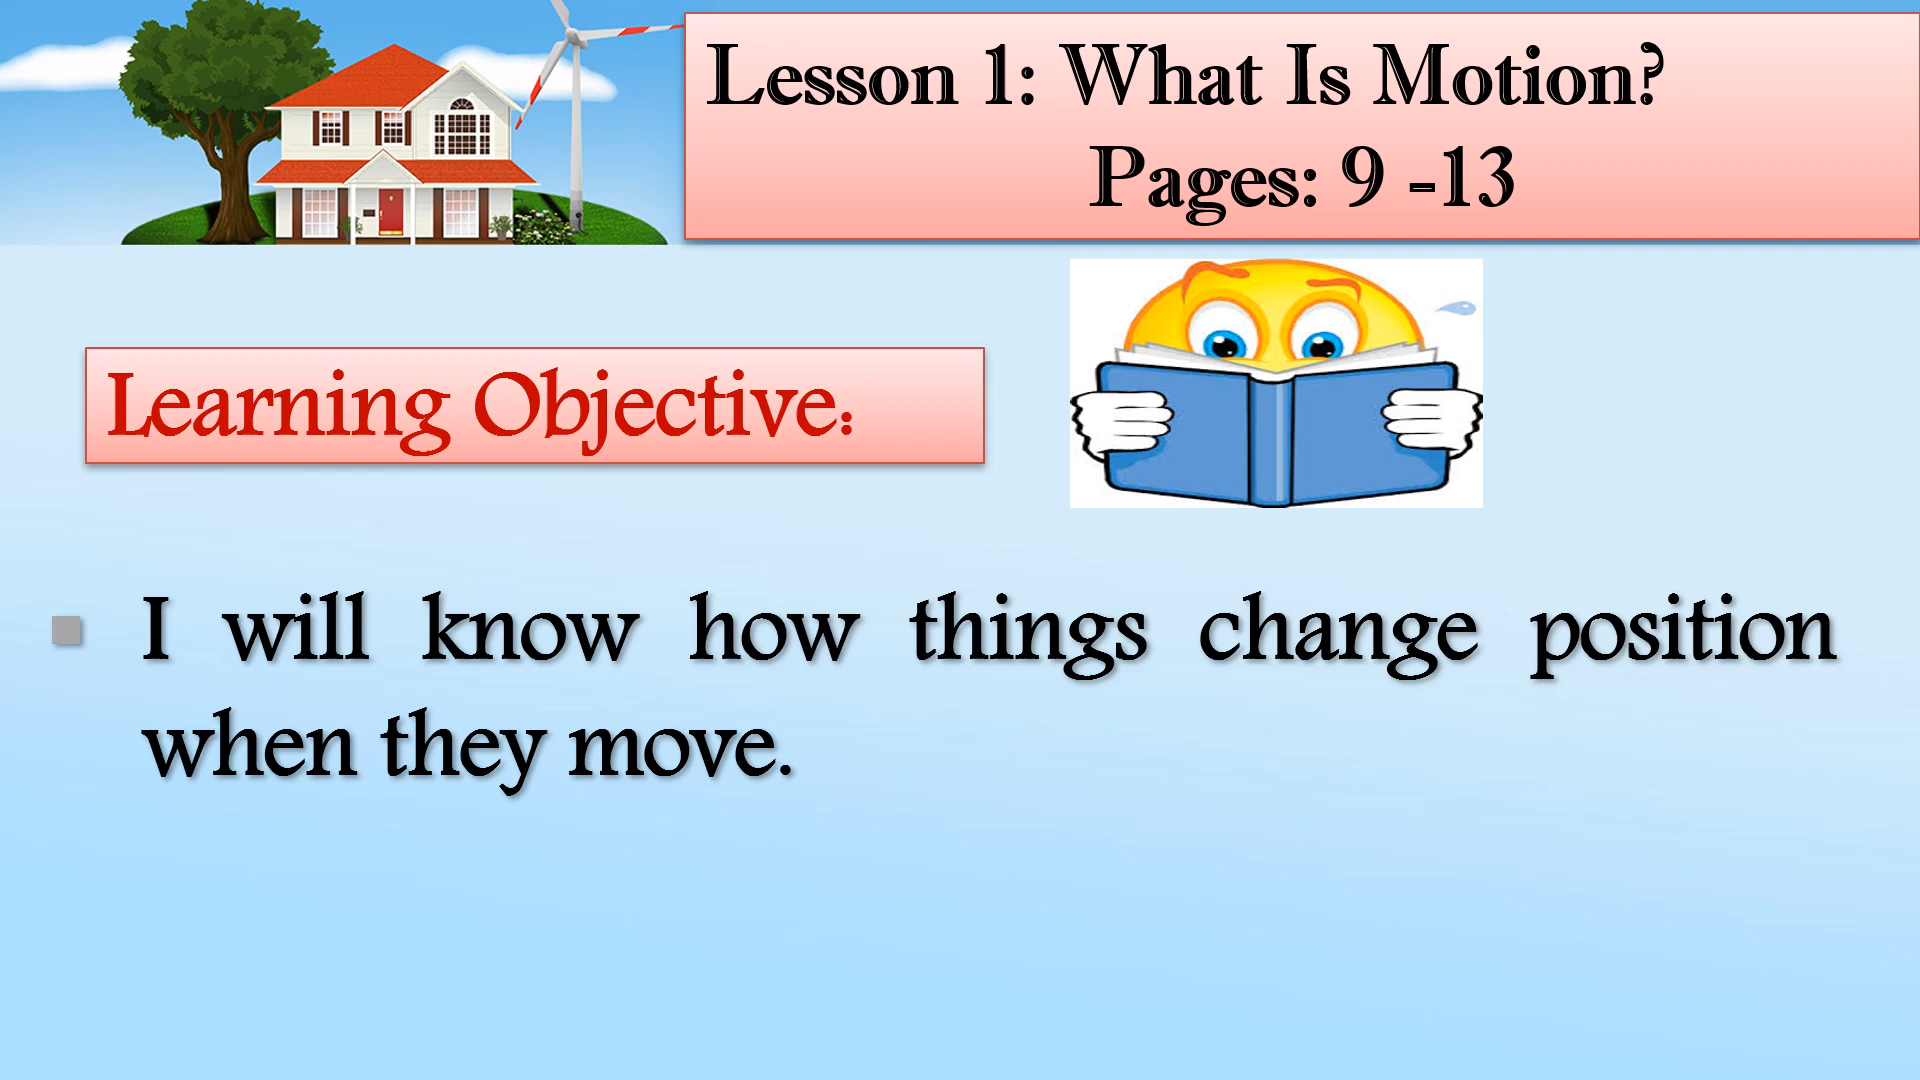 Lesson 1: What Is Motion?
Pages: 9 -13
Learning Objective:
I will know how things change position
when they move.